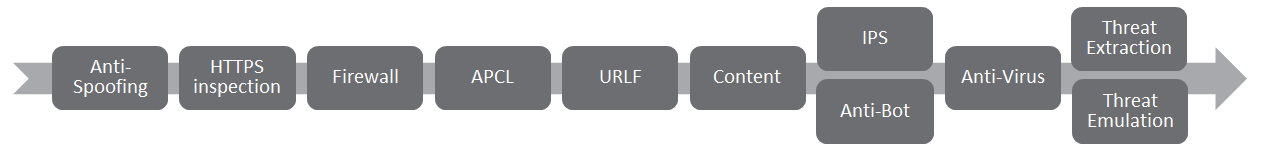 Anti-
Spoofing
HTTPS
inspection
Firewall
APCL
URLF
Content
IPS
Anti-Bot
Anti-Virus
Threat
Extraction
Threat
Emulation